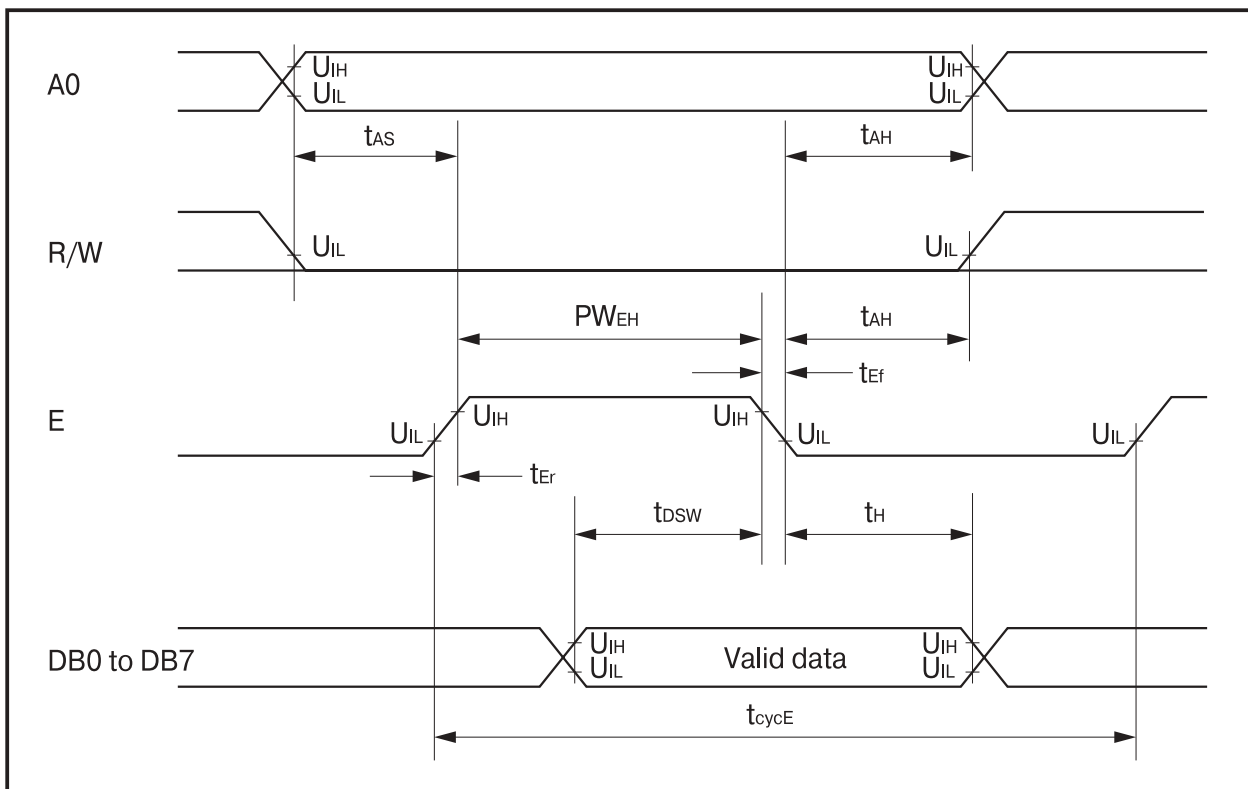 A0
UIH
UIL
UIH
UIL
tAS
tAH
R/W
UIL
UIL
PWEH
tAH
tEf
E
UIL
UIH
UIH
UIL
UIL
tEr
tDSW
tH
DB0 to DB7
UIH
UIL
Valid data
UIH
UIL
tcycE